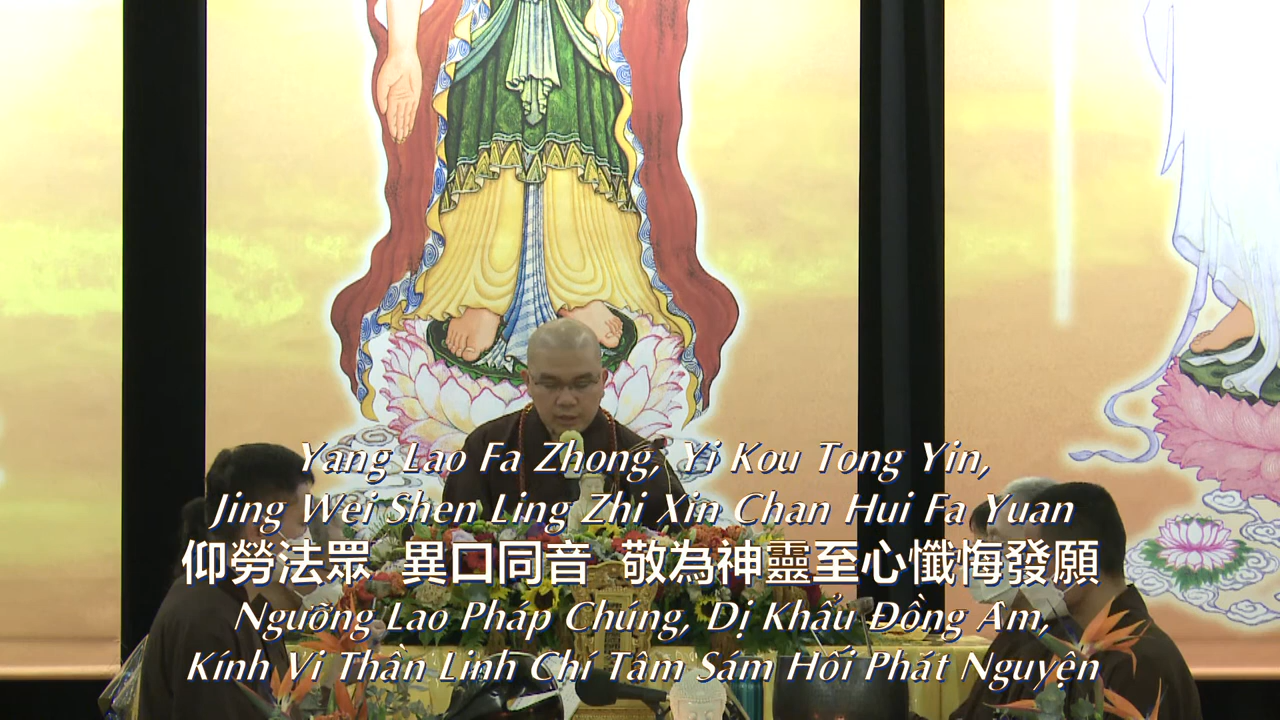 Yang Lao Fa Zhong, Yi Kou Tong Yin,
Jing Wei Shen Ling Zhi Xin Chan Hui Fa Yuan
仰勞法眾 異口同音 敬為神靈至心懺悔發願
Ngưỡng Lao Pháp Chúng, Dị Khẩu Đồng Âm,
Kính Vi Thần Linh Chí Tâm Sám Hối Phát Nguyện